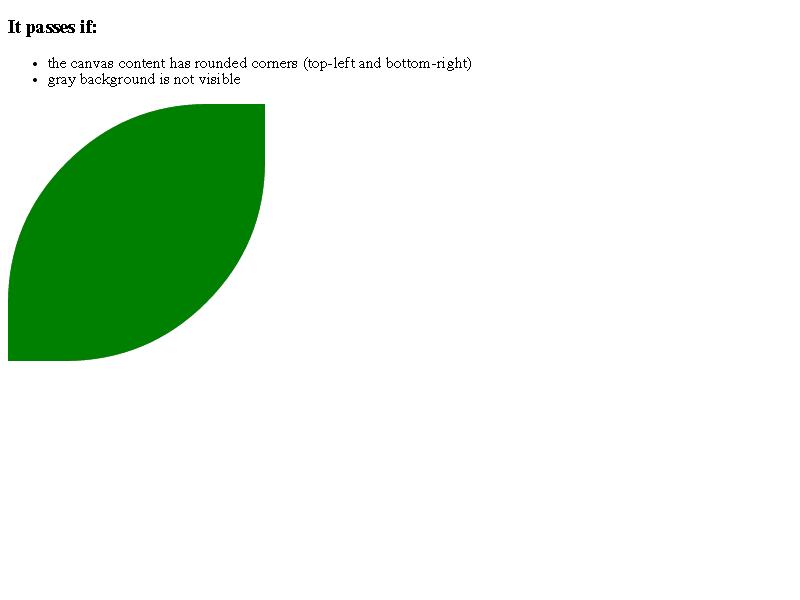 It passes if:
the canvas content has rounded corners (top-left and bottom-right)
gray background is not visible